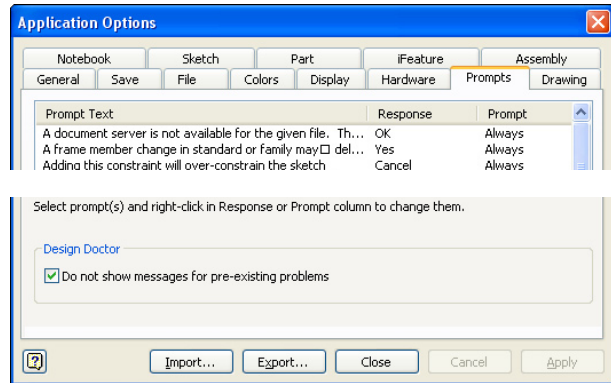 Application Options
Notebook Sketch Part iFeature Assembly
General Save File Colors Display Hardware Prompts Drawing
Prompt Text Response Prompt
A document server is not available for the given file. Th... OK Always
A frame member change in standard or family may□ del... Yes Always
Adding this constraint will over-constrain the sketch Cancel Always
Select prompt(s) and right-click in Response or Prompt column to change them.
Design Doctor
Do not show messages for pre-existing problems
Import... Export... Close Cancel Apply